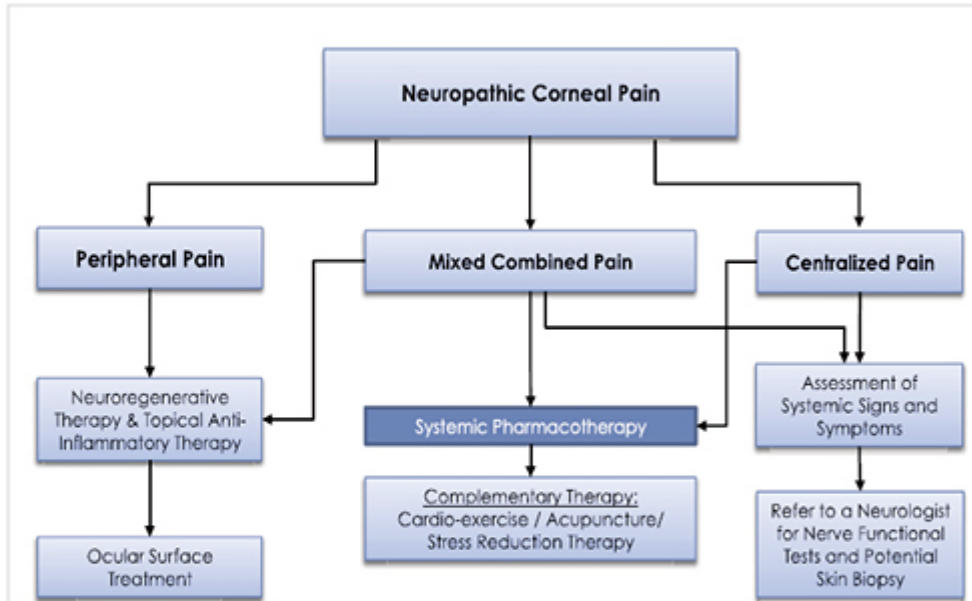 Neuropathic Corneal Pain
Peripheral Pain
Mixed Combined Pain
Centralized Pain
Neuroregenerative
Therapy & Topical Anti-
Inflammatory Therapy
Systemic Pharmacotherapy
Assessment of
Systemic Signs and
Symptoms
Ocular Surface
Treatment
Complementary Therapy:
Cardio-exercise / Acupuncture/
Stress Reduction Therapy
Refer to a Neurologist
for Nerve Functional
Tests and Potential
Skin Biopsy